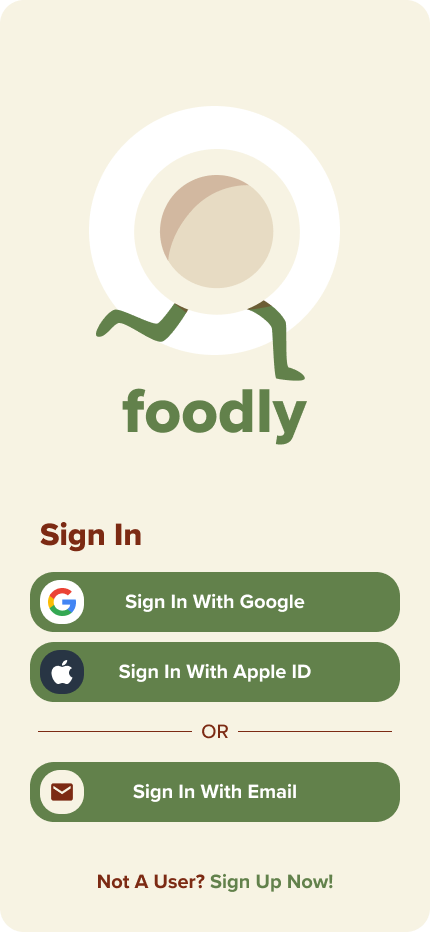 foodly
Sign In
Sign In With Google
Sign In With Apple ID
OR
Sign In With Email
Not A User? Sign Up Now!